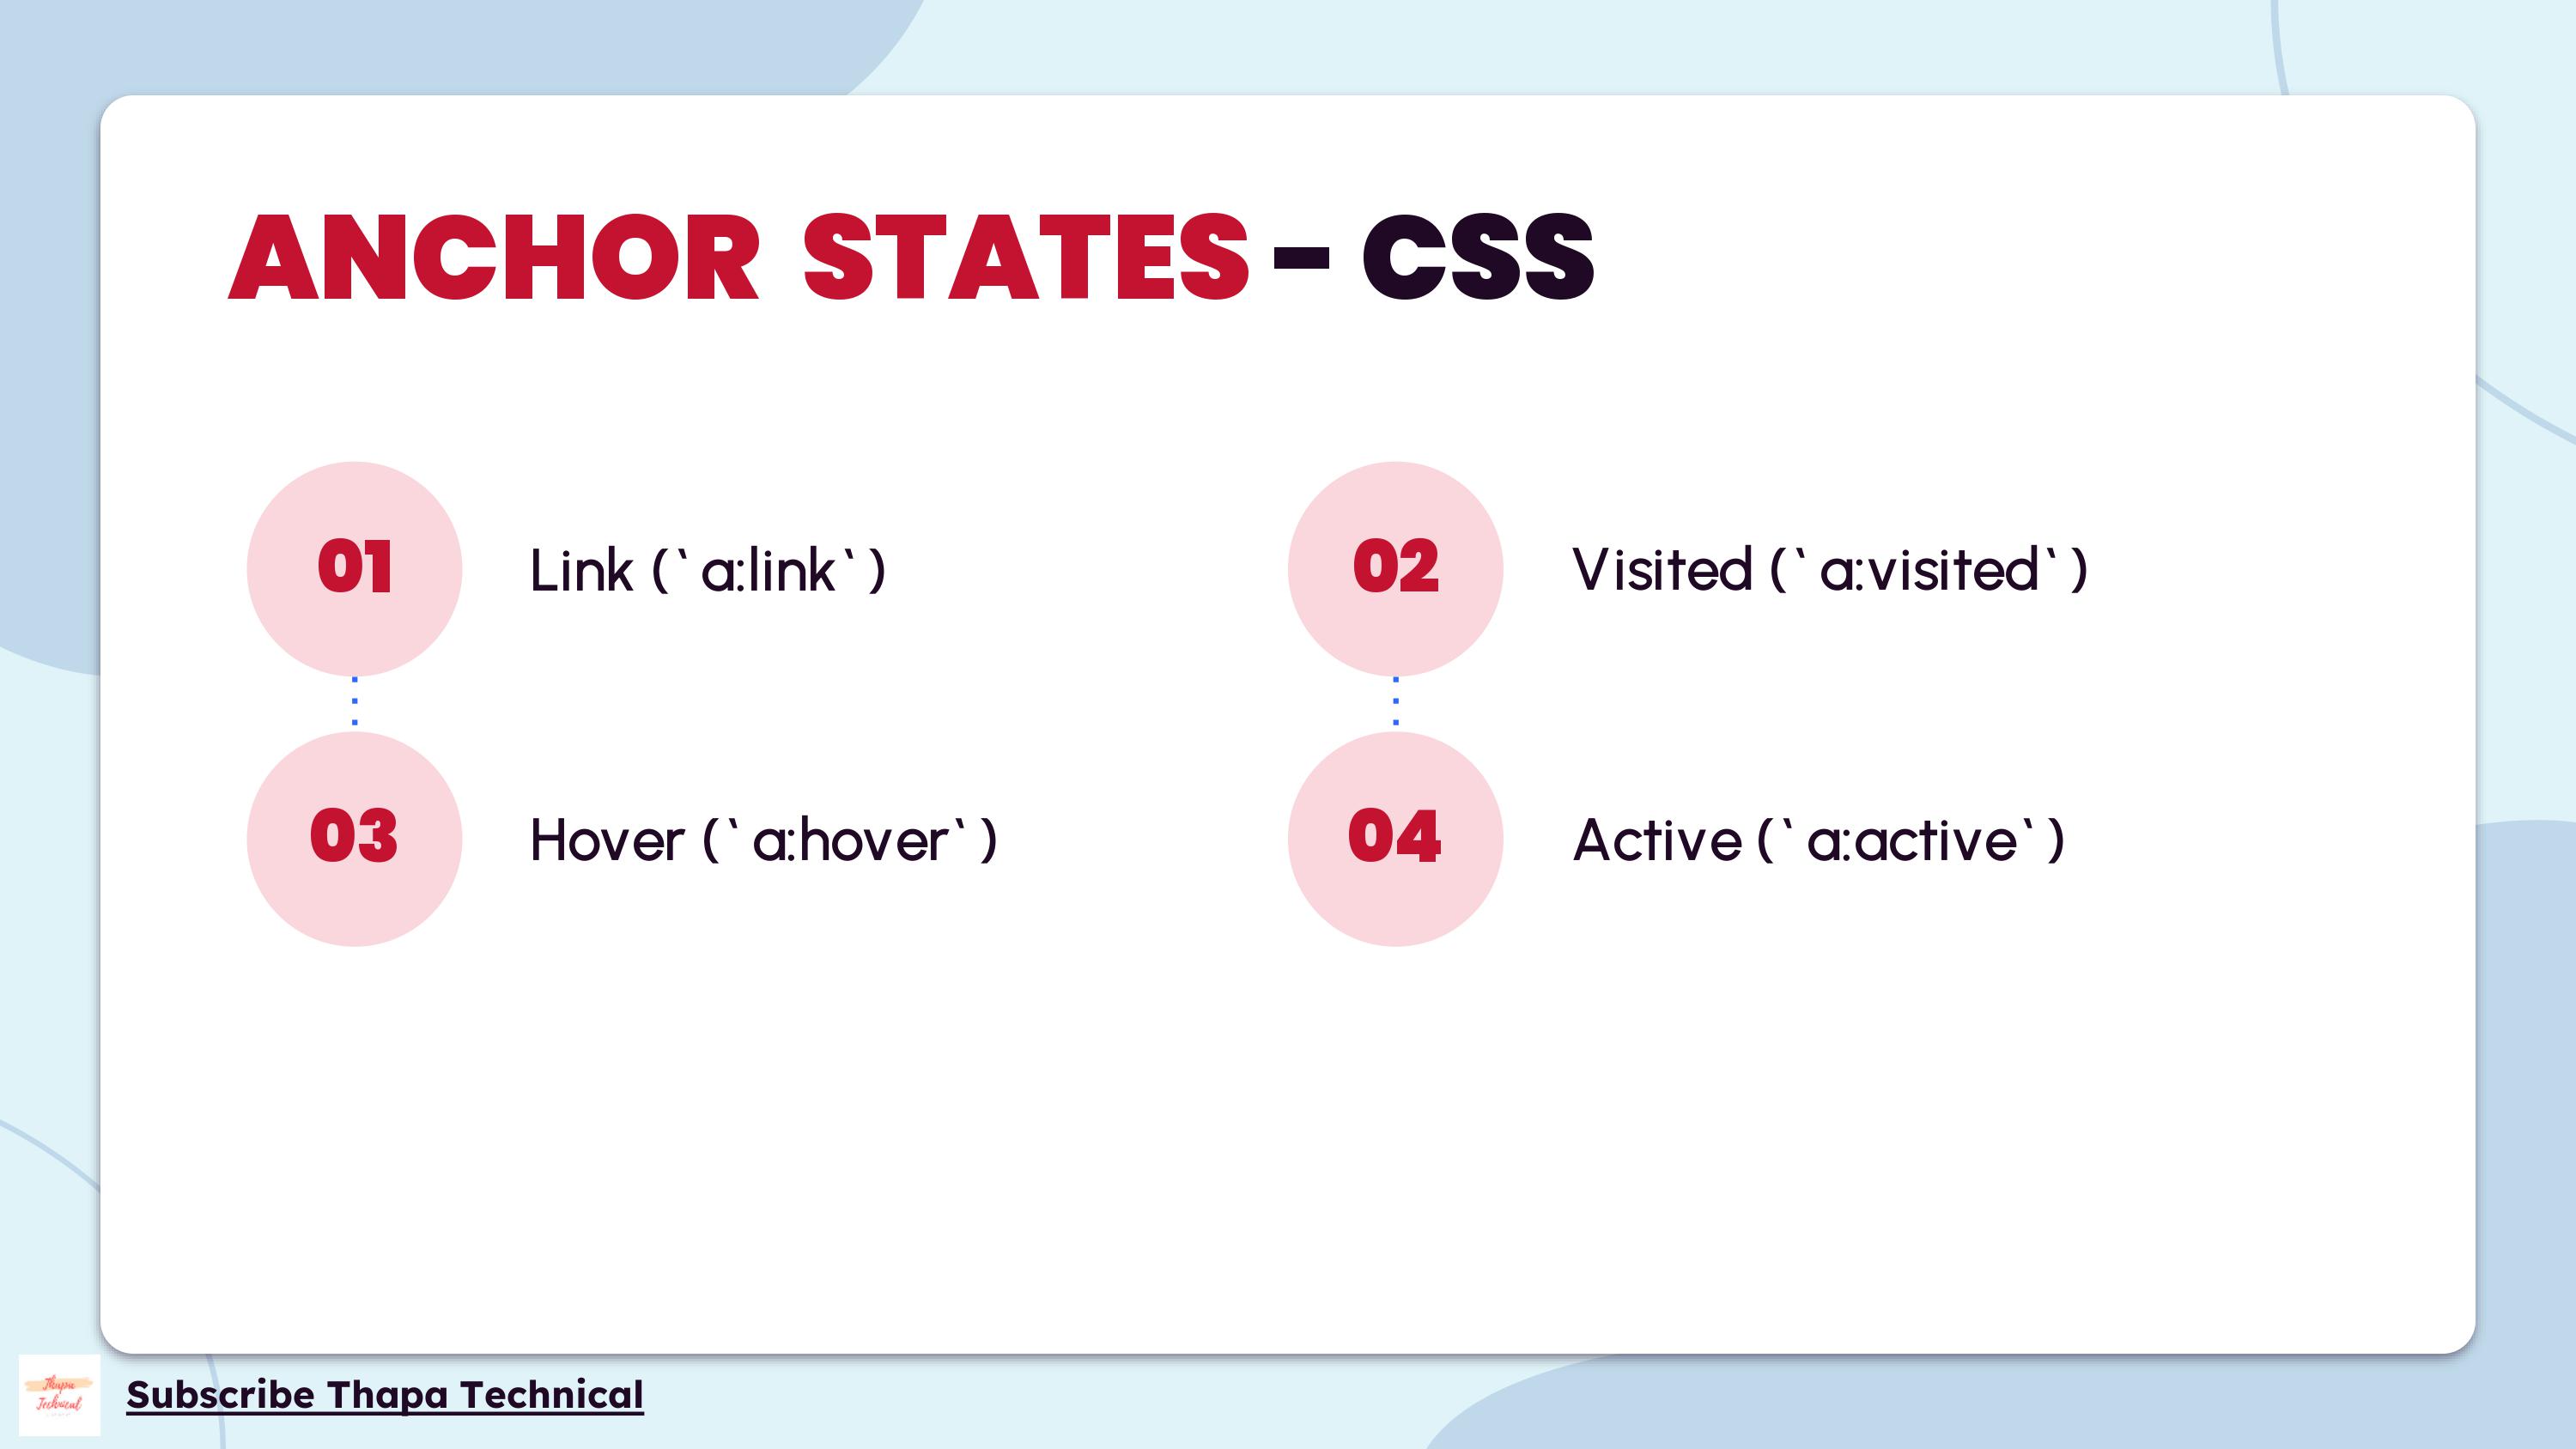 ANCHOR STATES - CSS
01
Link (`a:link`)
02
Visited (`a:visited`)
03
Hover (`a:hover`)
04
Active (`a:active`)
Thapa
Technical
Subscribe Thapa Technical